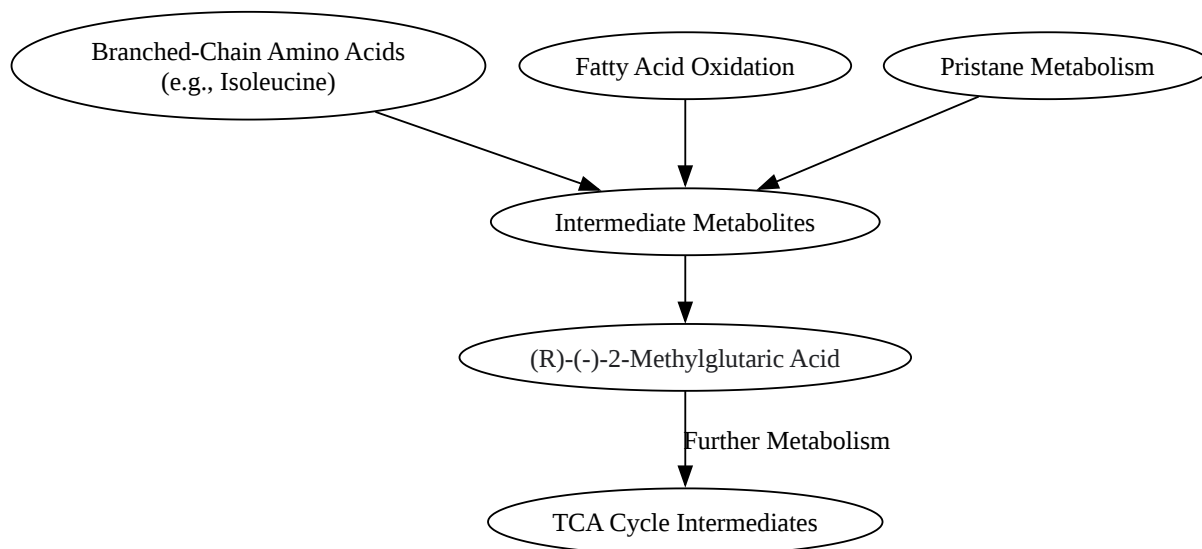 Branched-Chain Amino Acids
(e.g., Isoleucine)
Fatty Acid Oxidation
Pristane Metabolism
Intermediate Metabolites
(R)-(-)-2-Methylglutaric Acid
Further Metabolism
TCA Cycle Intermediates